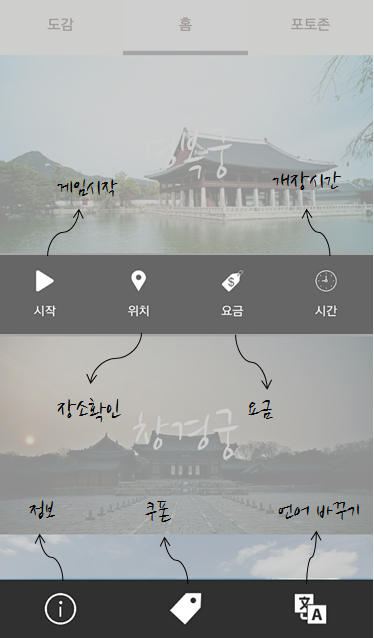 도감 홈 포토존
경복궁
게임시작 개장시간
시작 위치 요금 시간
장소확인 요금
창경궁
정보 쿠폰 언어 바꾸기
i 文A